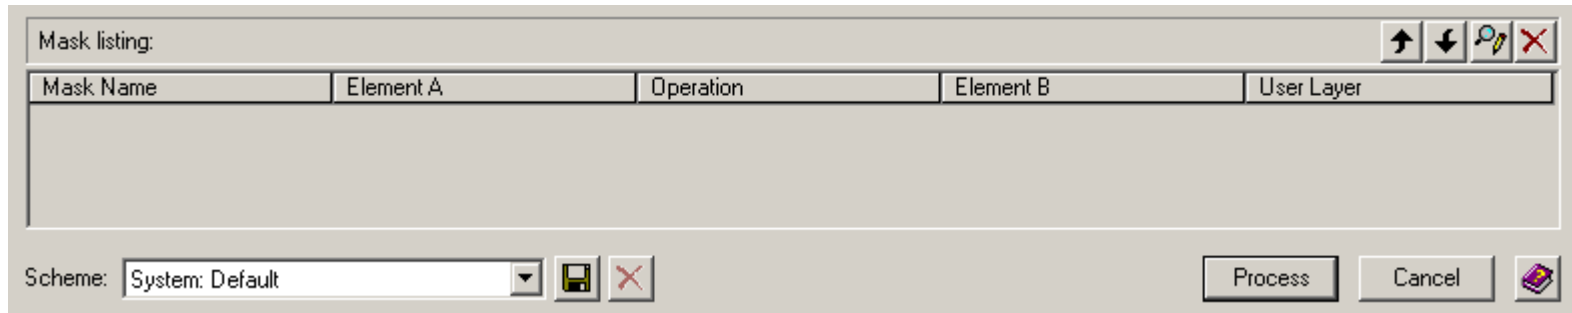 Mask listing:
Mask Name Element A Operation Element B User Layer
Scheme: System: Default Process Cancel